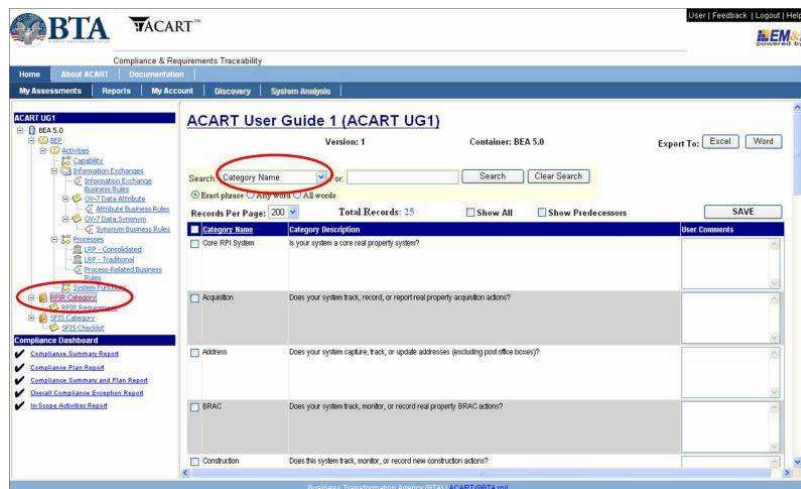 User | Feedback | Logout | Help
BTA
ACART™
EM&
powered by
Compliance & Requirements Traceability
Home About ACART Documentation
My Assessments Reports My Account Discovery System Analysis
ACART UG1
BEA 5.0
BEP
Activities
Capability
Information Exchanges
Information Exchange
Business Rules
OV-7 Data Attribute
Attribute Business Rules
OV-7 Data Synonym
Synonym Business Rules
Processes
LRP - Consolidated
LRP - Traditional
Process-Related Business
Rules
System Functions
RPIR Category
RPIR Requirement
SFIS Category
SFIS Checklist
Compliance Dashboard
Compliance Summary Report
Compliance Plan Report
Compliance Summary and Plan Report
Overall Compliance Exception Report
In-Scope Activities Report
ACART User Guide 1 (ACART UG1)
Version: 1 Container: BEA 5.0 Export To: Excel Word
Search: Category Name For: Search Clear Search
Exact phrase Any word All words
Records Per Page: 200 Total Records: 25 Show All Show Predecessors SAVE
Category Name Category Description User Comments
Core RPI System Is your system a core real property system?
Acquisition Does your system track, record, or report real property acquisition actions?
Address Does your system capture, track, or update addresses (excluding post office boxes)?
BRAC Does your system track, monitor, or record real property BRAC actions?
Construction Does this system track, monitor, or record new construction actions?
Business Transformation Agency (BTA) | ACART@BTA.mil